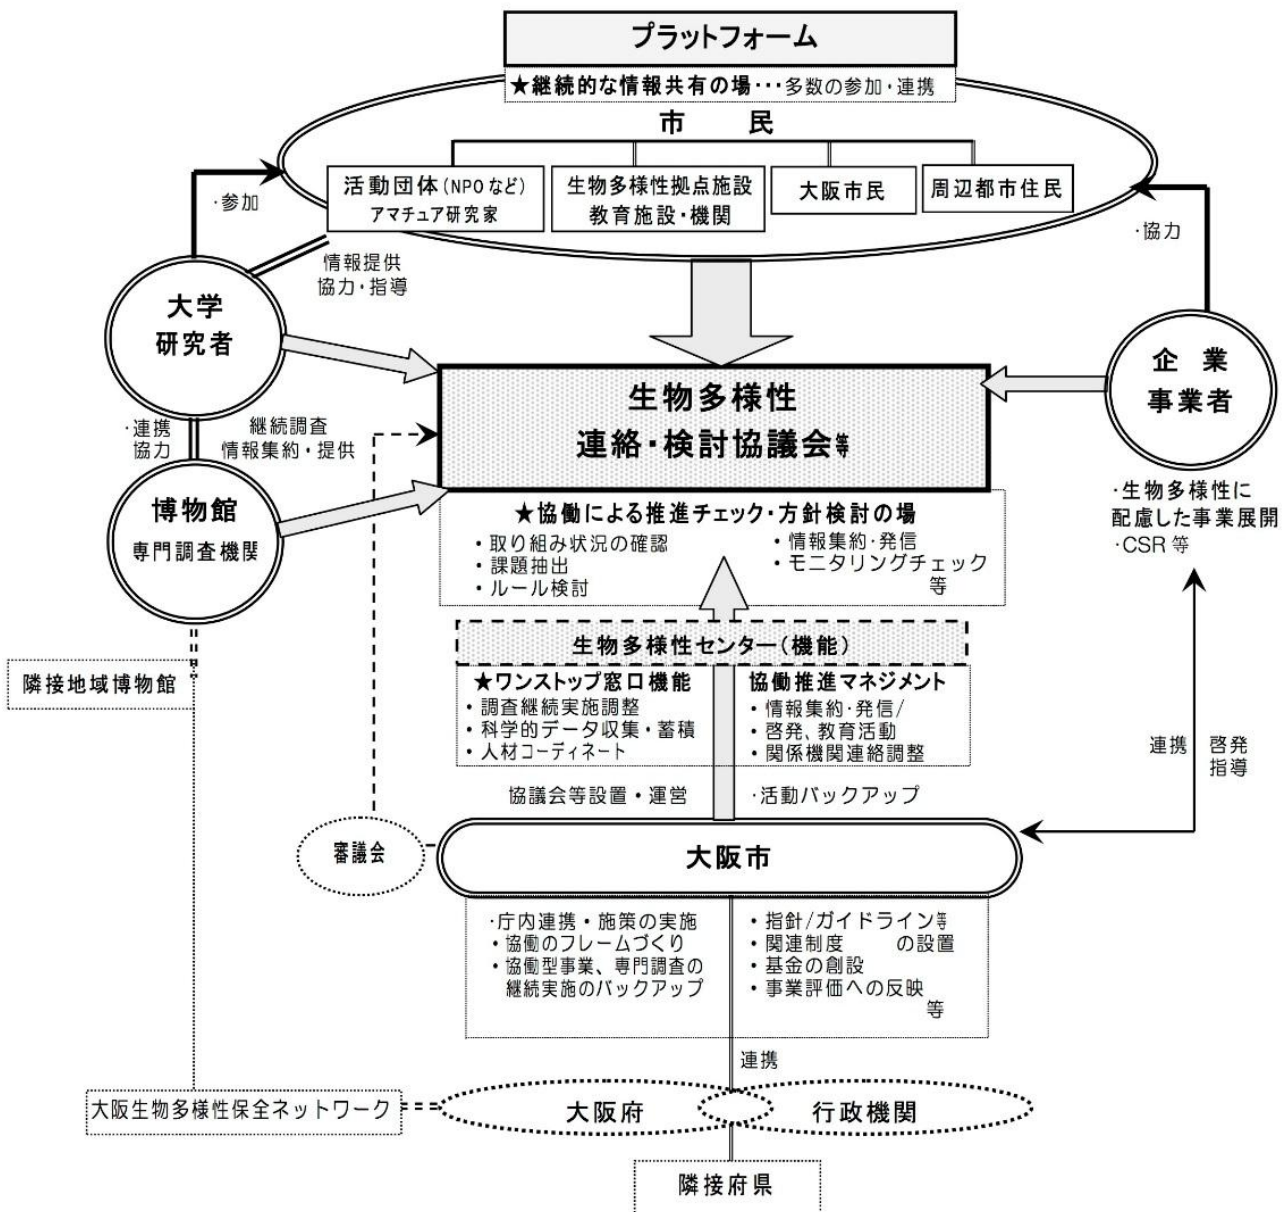 プラットフォーム
★継続的な情報共有の場・・・多数の参加・連携
市　民
活動団体（NPOなど）
アマチュア研究家
生物多様性拠点施設
教育施設・機関
大阪市民
周辺都市住民
・参加
情報提供
協力・指導
・協力
大学
研究者
企　業
事業者
生物多様性
連絡・検討協議会等
・連携
協力
継続調査
情報集約・提供
博物館
専門調査機関
★協働による推進チェック・方針検討の場
・取り組み状況の確認
・課題抽出
・ルール検討
・情報集約・発信
・モニタリングチェック
等
・生物多様性に
配慮した事業展開
・CSR等
生物多様性センター（機能）
★ワンストップ窓口機能
・調査継続実施調整
・科学的データ収集・蓄積
・人材コーディネート
協働推進マネジメント
・情報集約・発信/
・啓発、教育活動
・関係機関連絡調整
隣接地域博物館
連携
啓発
指導
協議会等設置・運営
・活動バックアップ
審議会
大阪市
・庁内連携・施策の実施
・協働のフレームづくり
・協働型事業、専門調査の
継続実施のバックアップ
・指針/ガイドライン等
・関連制度　　の設置
・基金の創設
・事業評価への反映
等
連携
大阪生物多様性保全ネットワーク
大阪府
行政機関
隣接府県